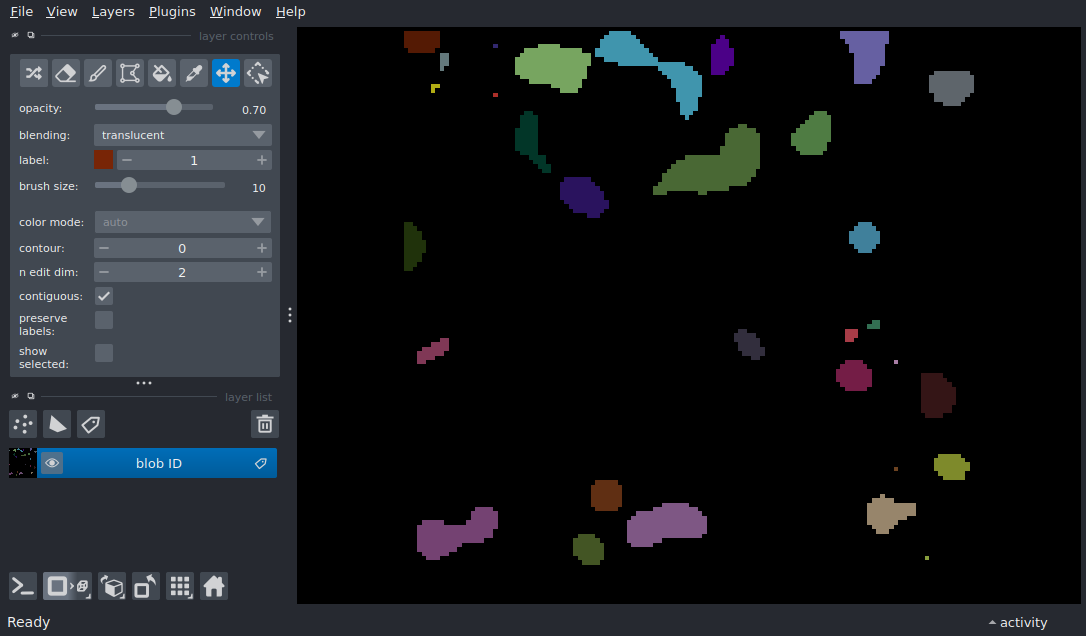 File View Layers Plugins Window Help
layer controls
opacity: 0.70
blending: translucent
label: 1
brush size: 10
color mode: auto
contour: 0
n edit dim: 2
contiguous:
preserve
labels:
show
selected:
layer list
blob ID
Ready
activity